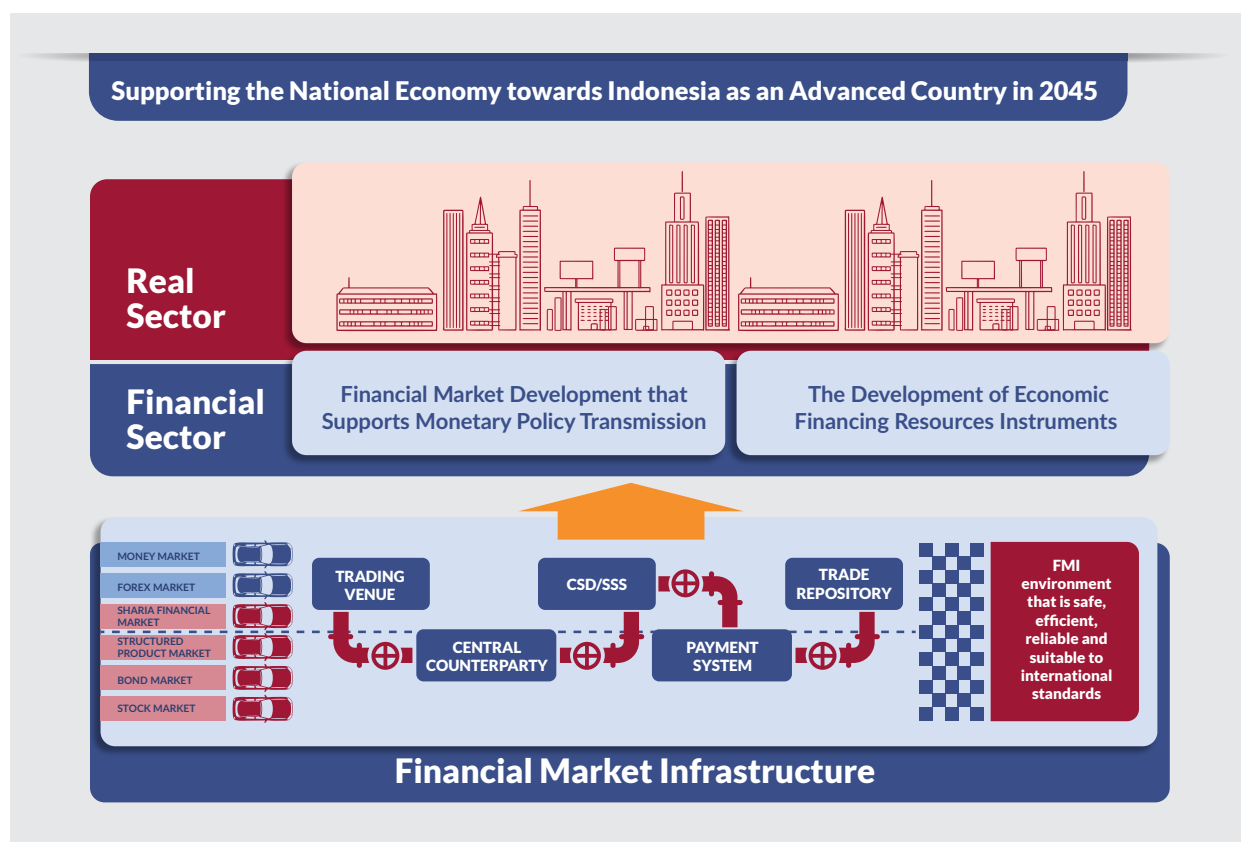 Supporting the National Economy towards Indonesia as an Advanced Country in 2045
Real
Sector
Financial
Sector
Financial Market Development that
Supports Monetary Policy Transmission
The Development of Economic
Financing Resources Instruments
MONEY MARKET
FOREX MARKET
SHARIA FINANCIAL
MARKET
STRUCTURED
PRODUCT MARKET
BOND MARKET
STOCK MARKET
TRADING
VENUE
CENTRAL
COUNTERPARTY
CSD/SSS
PAYMENT
SYSTEM
TRADE
REPOSITORY
FMI
environment
that is safe,
efficient,
reliable and
suitable to
international
standards
Financial Market Infrastructure